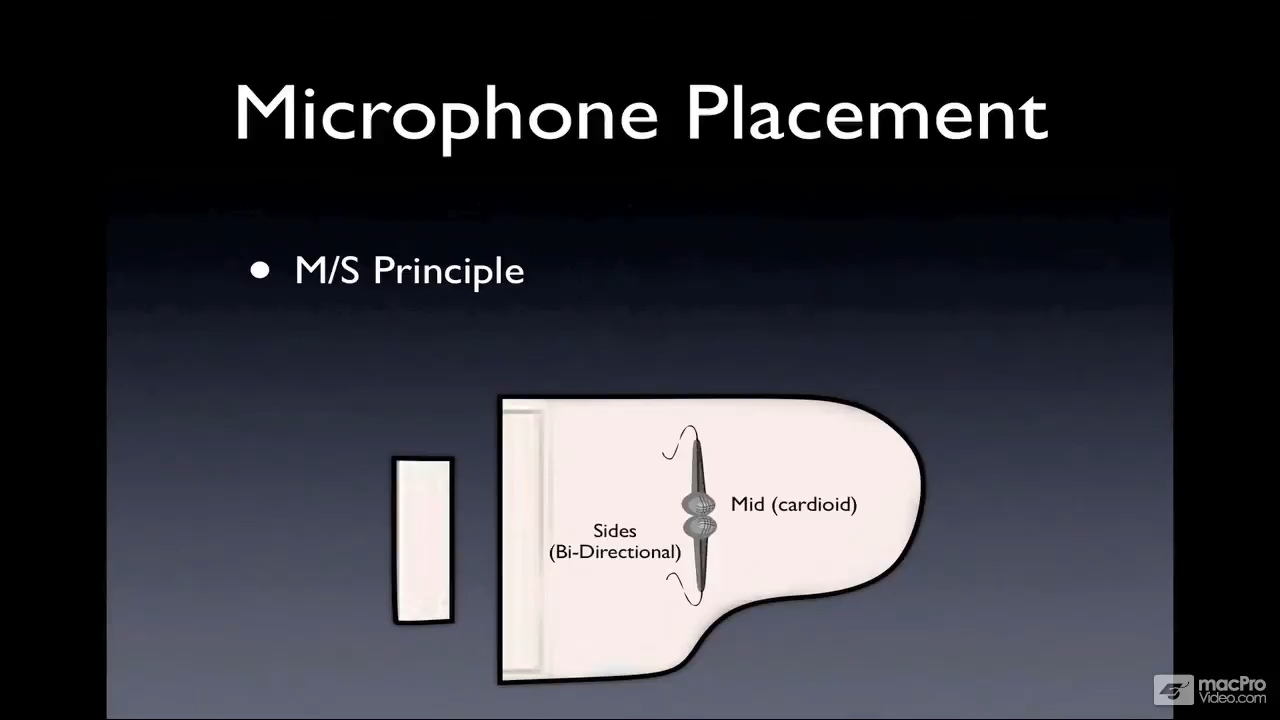 Microphone Placement
• M/S Principle
Mid (cardioid)
Sides
(Bi-Directional)
macPro
Video.com